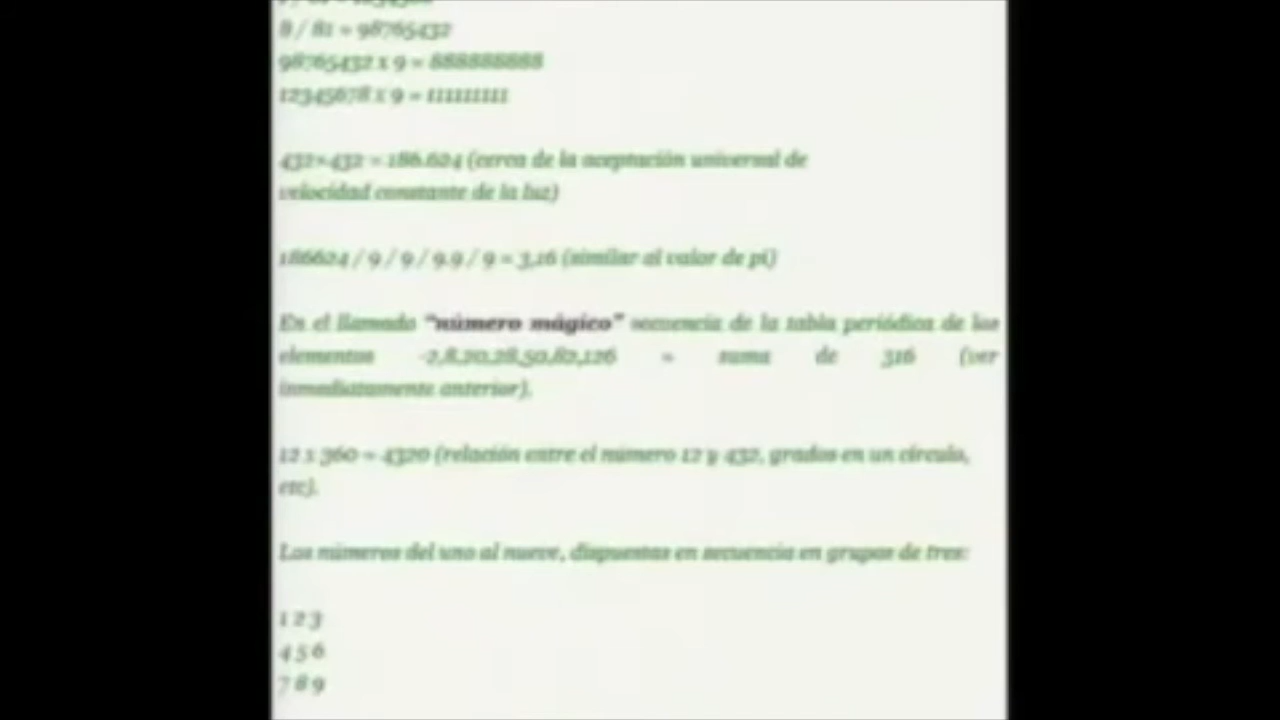 8 / 81 = 98765432
98765432 x 9 = 888888888
12345678 x 9 = 111111111
432×432 = 186.624 (cerca de la aceptación universal de
velocidad constante de la luz)
186624 / 9 / 9 / 9.9 / 9 = 3,16 (similar al valor de pi)
En el llamado “número mágico” secuencia de la tabla periódica de los
elementos -2,8,20,28,50,82,126 = suma de 316 (ver
inmediatamente anterior).
12 x 360 = 4320 (relación entre el número 12 y 432, grados en un círculo,
etc).
Los números del uno al nueve, dispuestas en secuencia en grupos de tres:
1 2 3
4 5 6
7 8 9